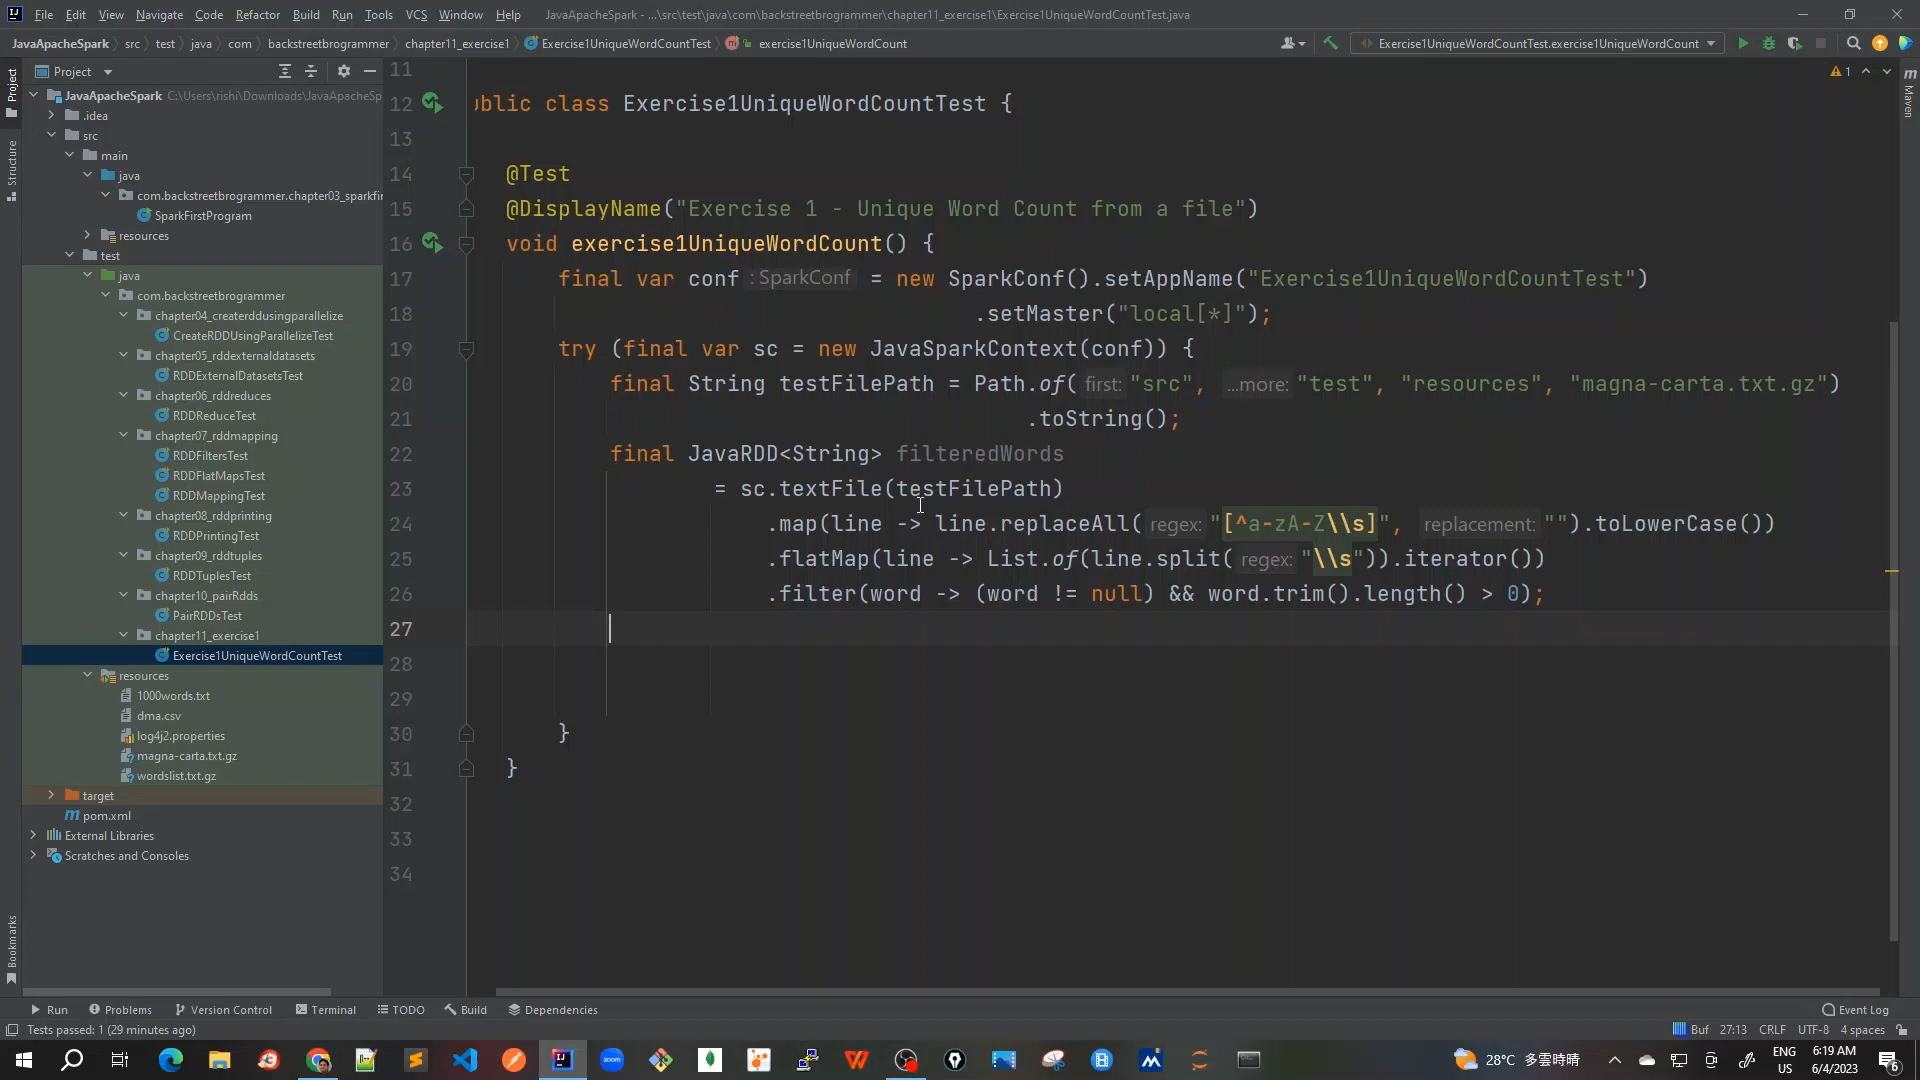 File Edit View Navigate Code Refactor Build Run Tools VCS Window Help JavaApacheSpark - ...\src\test\java\com\backstreetbrogrammer\chapter11_exercise1\Exercise1UniqueWordCountTest.java
JavaApacheSpark src test java com backstreetbrogrammer chapter11_exercise1 Exercise1UniqueWordCountTest exercise1UniqueWordCount Exercise1UniqueWordCountTest.exercise1UniqueWordCount
Project
JavaApacheSpark C:\Users\rishi\Downloads\JavaApacheSp
.idea
src
main
java
com.backstreetbrogrammer.chapter03_sparkfir
SparkFirstProgram
resources
test
java
com.backstreetbrogrammer
chapter04_createrddusingparallelize
CreateRDDUsingParallelizeTest
chapter05_rddexternaldatasets
RDDExternalDatasetsTest
chapter06_rddreduces
RDDReduceTest
chapter07_rddmapping
RDDFiltersTest
RDDFlatMapsTest
RDDMappingTest
chapter08_rddprinting
RDDPrintingTest
chapter09_rddtuples
RDDTuplesTest
chapter10_pairRdds
PairRDDsTest
chapter11_exercise1
Exercise1UniqueWordCountTest
resources
1000words.txt
dma.csv
log4j2.properties
magna-carta.txt.gz
wordslist.txt.gz
target
pom.xml
External Libraries
Scratches and Consoles
Project
Structure
Bookmarks
11
12 ublic class Exercise1UniqueWordCountTest {
13
14 @Test
15 @DisplayName("Exercise 1 - Unique Word Count from a file")
16 void exercise1UniqueWordCount() {
17 final var conf : SparkConf = new SparkConf().setAppName("Exercise1UniqueWordCountTest")
18 .setMaster("local[*]");
19 try (final var sc = new JavaSparkContext(conf)) {
20 final String testFilePath = Path.of( first: "src", ...more: "test", "resources", "magna-carta.txt.gz")
21 .toString();
22 final JavaRDD<String> filteredWords
23 = sc.textFile(testFilePath)
24 .map(line -> line.replaceAll( regex: "[^a-zA-Z\\s]", replacement: "").toLowerCase())
25 .flatMap(line -> List.of(line.split( regex: "\\s")).iterator())
26 .filter(word -> (word != null) && word.trim().length() > 0);
27
28
29
30 }
31 }
32
33
34
1
Maven
Run Problems Version Control Terminal TODO Build Dependencies Event Log
Tests passed: 1 (29 minutes ago) Buf 27:13 CRLF UTF-8 4 spaces
zoom
28°C 多雲時晴 ENG US 6:19 AM 6/4/2023 6